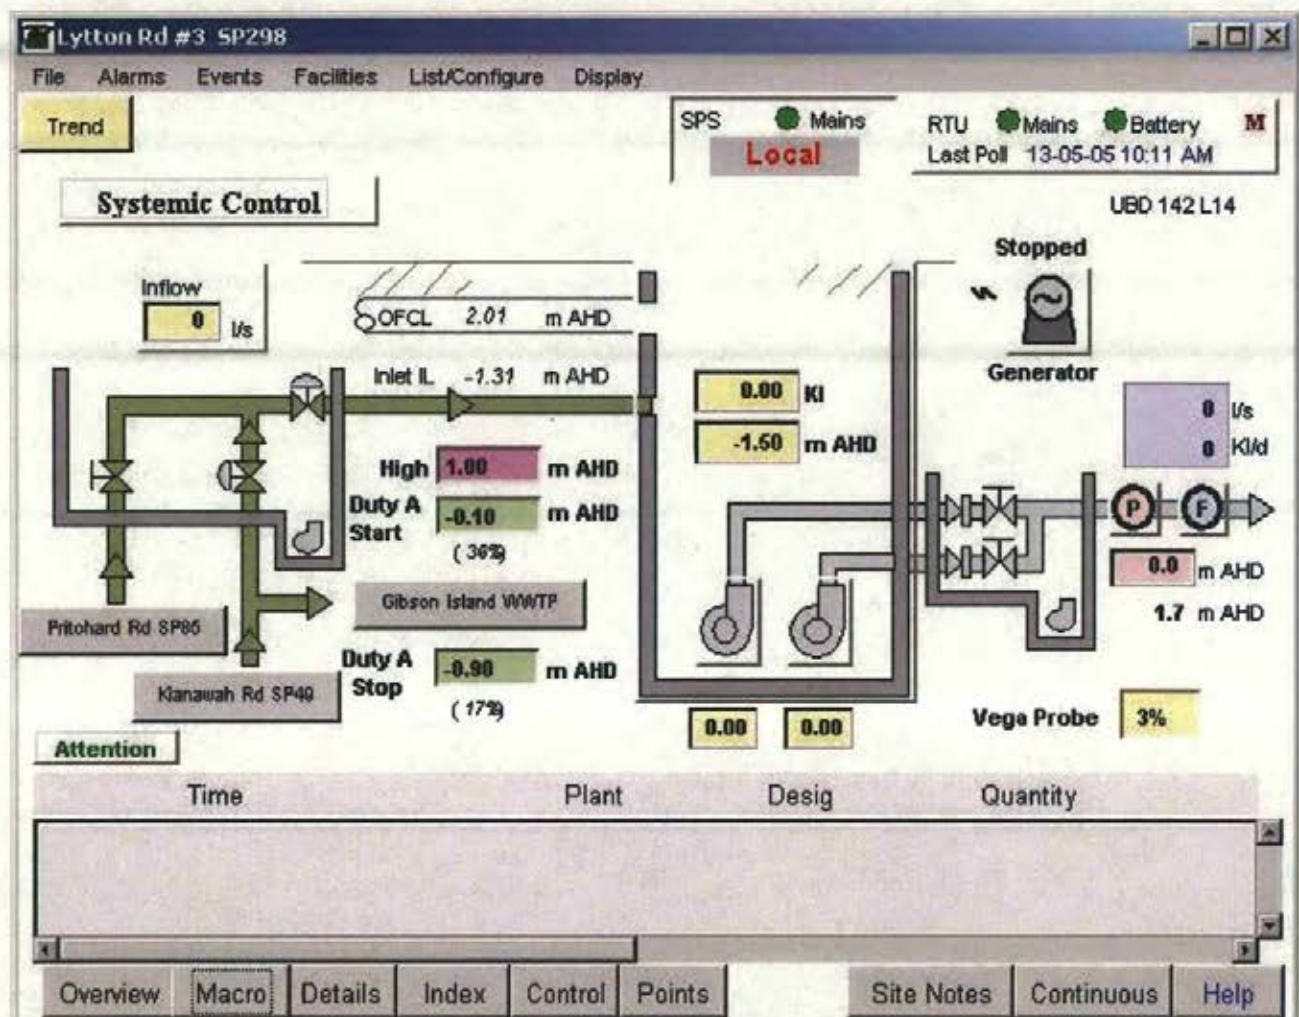 Lytton Rd #3 SP298
File Alarms Events Facilities List/Configure Display
Trend
SPS Mains
Local
RTU Mains Battery M
Last Poll 13-05-05 10:11 AM
Systemic Control
UBD 142 L14
Stopped
Generator
Inflow
0 l/s
OFCL 2.01 m AHD
Inlet IL -1.31 m AHD
0.00 Kl
-1.50 m AHD
0 l/s
0 Kl/d
High 1.00 m AHD
Duty A Start -0.10 m AHD
(36%)
P F
0.0 m AHD
1.7 m AHD
Gibson Island WWTP
Pritohard Rd SP85
Kianawah Rd SP49
Duty A Stop -0.90 m AHD
(17%)
0.00 0.00
Vega Probe 3%
Attention
Time Plant Desig Quantity
Overview Macro Details Index Control Points Site Notes Continuous Help